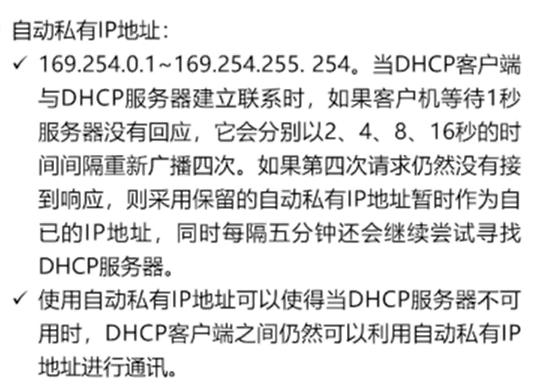 自动私有IP地址：
✓ 169.254.0.1~169.254.255. 254。当DHCP客户端
与DHCP服务器建立联系时，如果客户机等待1秒
服务器没有回应，它会分别以2、4、8、16秒的时
间间隔重新广播四次。如果第四次请求仍然没有接
到响应，则采用保留的自动私有IP地址暂时作为自
已的IP地址，同时每隔五分钟还会继续尝试寻找
DHCP服务器。
✓ 使用自动私有IP地址可以使得当DHCP服务器不可
用时，DHCP客户端之间仍然可以利用自动私有IP
地址进行通讯。